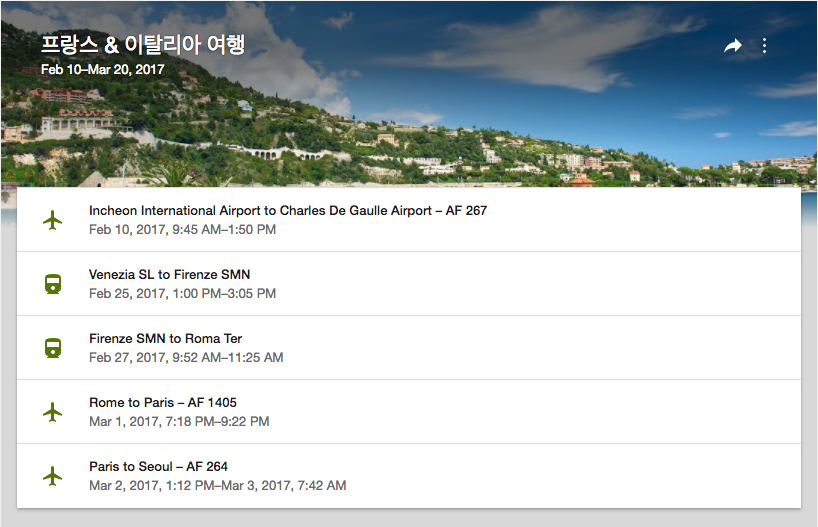 프랑스 & 이탈리아 여행
Feb 10–Mar 20, 2017
Incheon International Airport to Charles De Gaulle Airport – AF 267
Feb 10, 2017, 9:45 AM–1:50 PM
Venezia SL to Firenze SMN
Feb 25, 2017, 1:00 PM–3:05 PM
Firenze SMN to Roma Ter
Feb 27, 2017, 9:52 AM–11:25 AM
Rome to Paris – AF 1405
Mar 1, 2017, 7:18 PM–9:22 PM
Paris to Seoul – AF 264
Mar 2, 2017, 1:12 PM–Mar 3, 2017, 7:42 AM